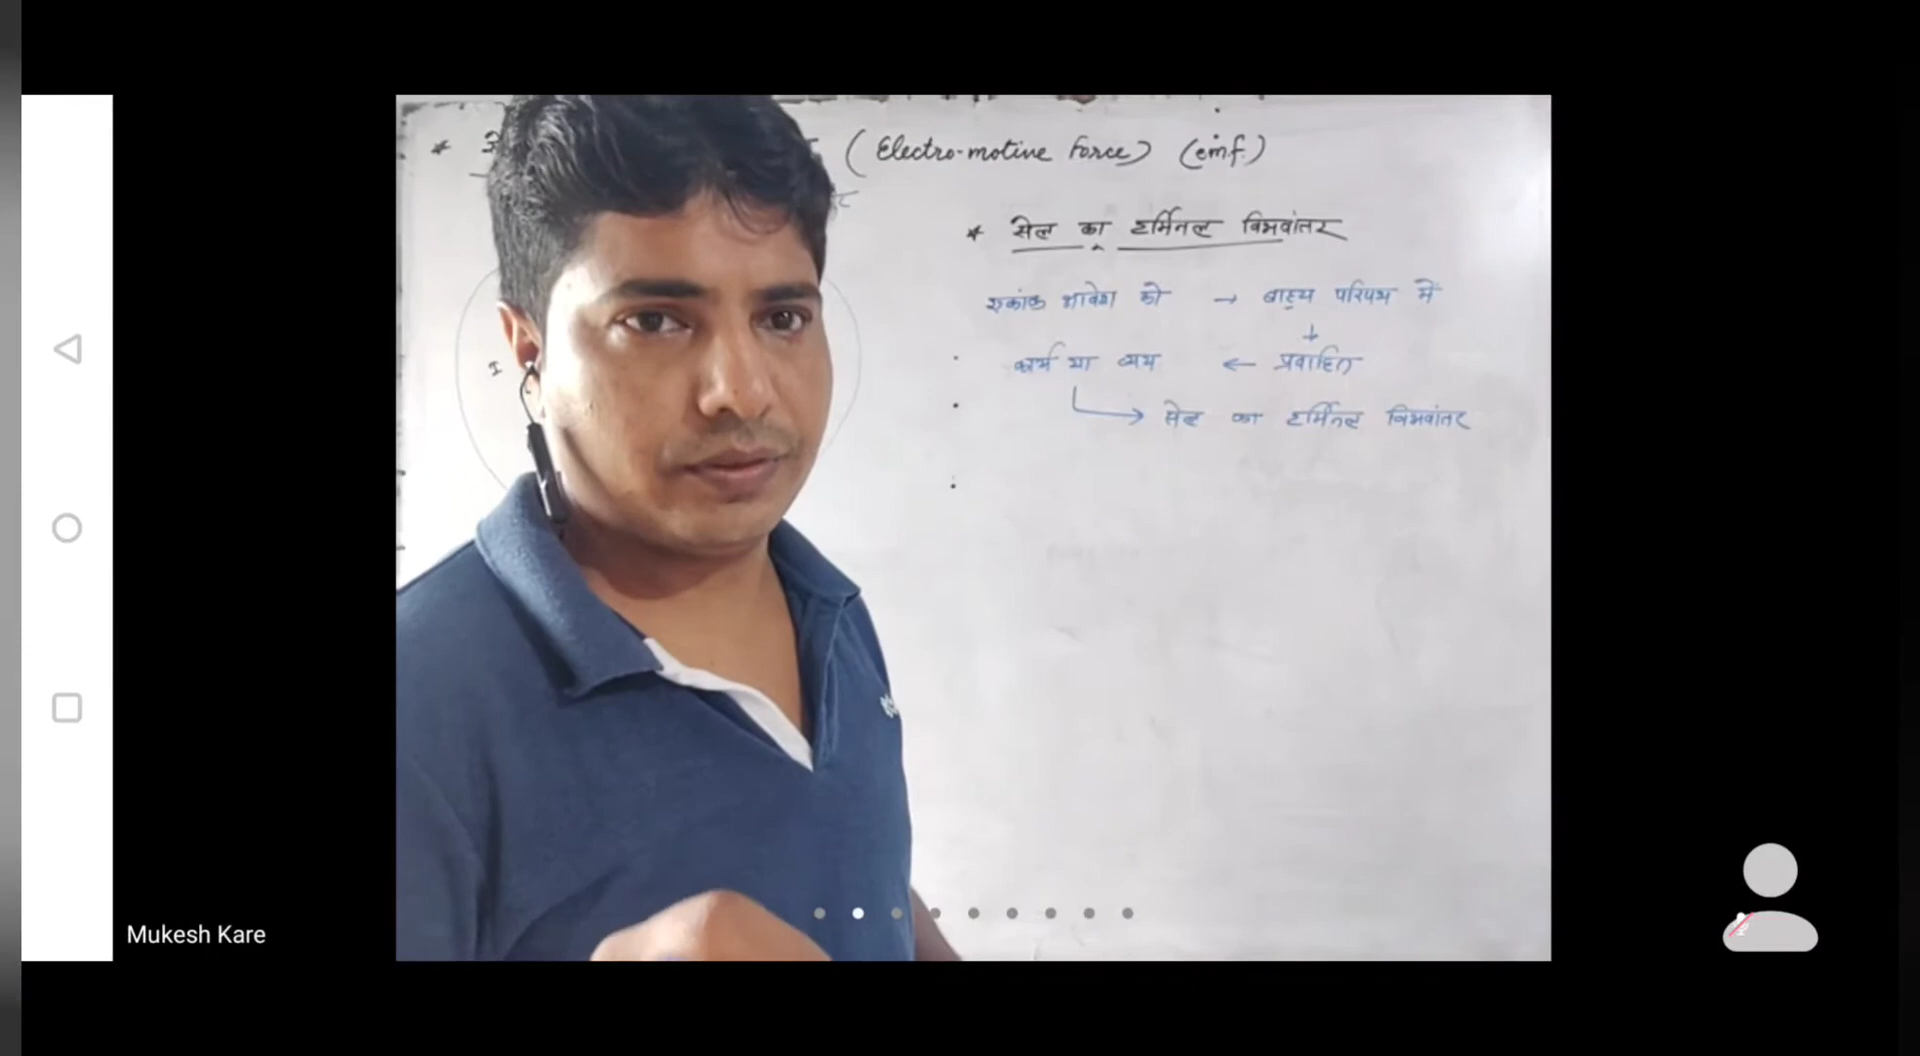 * (Electro-motive Force) (e.m.f.)
* सेल का टर्मिनल विभवांतर
एकांक आवेश को → बाह्य परिपथ में
↓
कार्य या व्यय ← प्रवाहित
→ सेल का टर्मिनल विभवांतर
I
Mukesh Kare